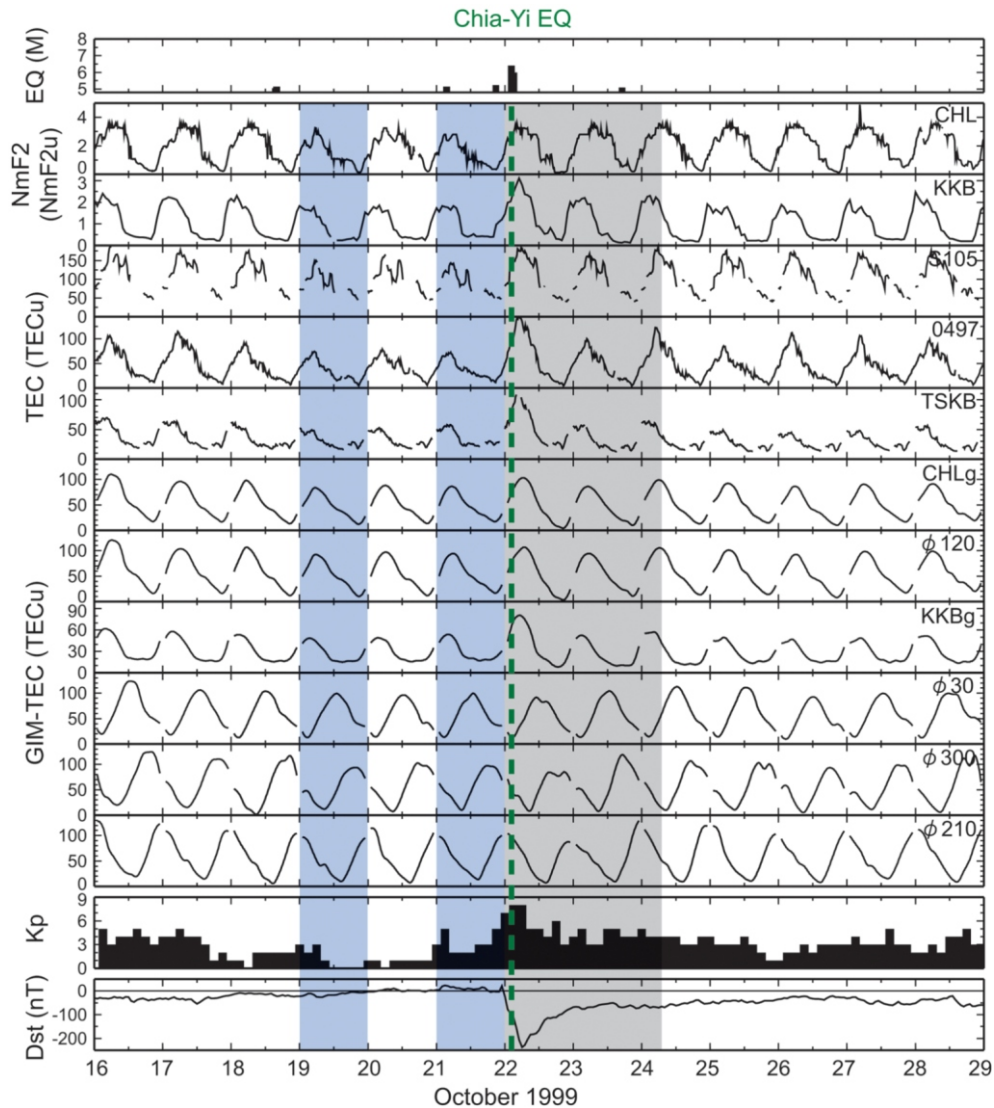 Chia-Yi EQ
EQ (M)
8
7
6
5
NmF2
(NmF2u)
4
2
0
CHL
3
2
1
0
KKB
TEC (TECu)
150
100
50
0
S105
100
50
0
0497
100
50
0
TSKB
GIM-TEC (TECu)
100
50
0
CHLg
100
50
0
ϕ120
90
60
30
0
KKBg
100
50
0
ϕ30
100
50
0
ϕ300
100
50
0
ϕ210
Kp
9
6
3
0
Dst (nT)
0
-100
-200
16 17 18 19 20 21 22 23 24 25 26 27 28 29
October 1999